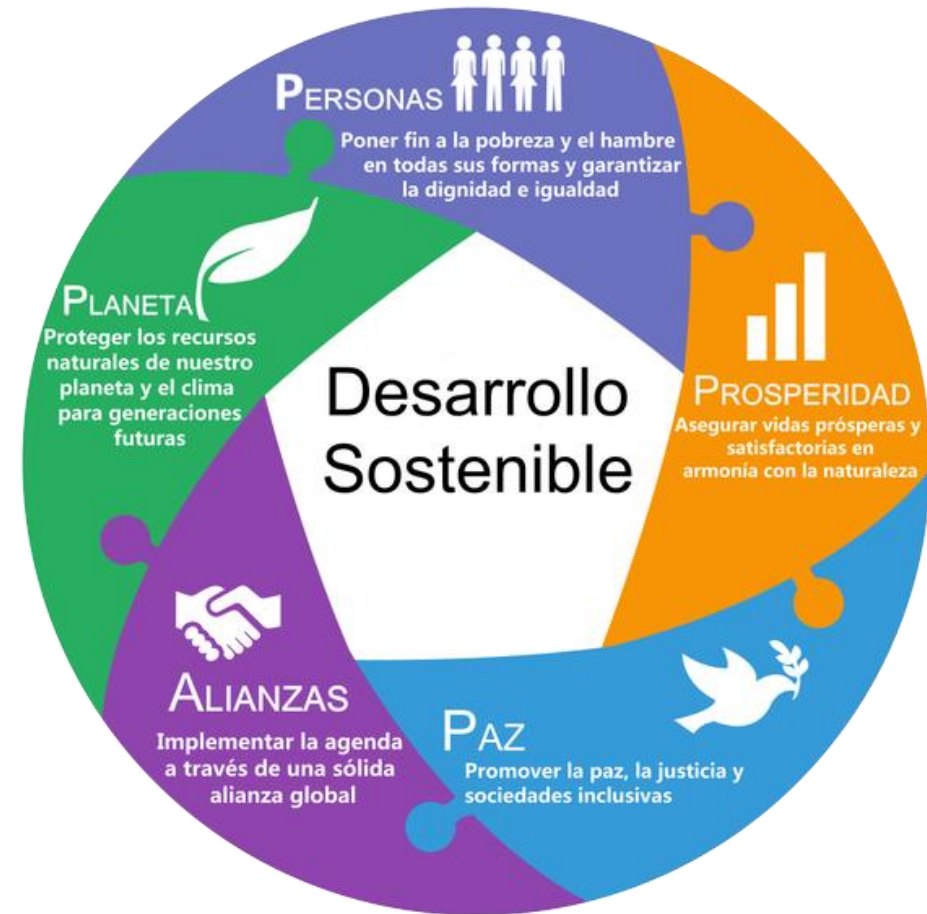 PERSONAS
Poner fin a la pobreza y el hambre
en todas sus formas y garantizar
la dignidad e igualdad
PROSPERIDAD
Asegurar vidas prósperas y
satisfactorias en
armonía con la naturaleza
PAZ
Promover la paz, la justicia y
sociedades inclusivas
ALIANZAS
Implementar la agenda
a través de una sólida
alianza global
PLANETA
Proteger los recursos
naturales de nuestro
planeta y el clima
para generaciones
futuras
Desarrollo
Sostenible